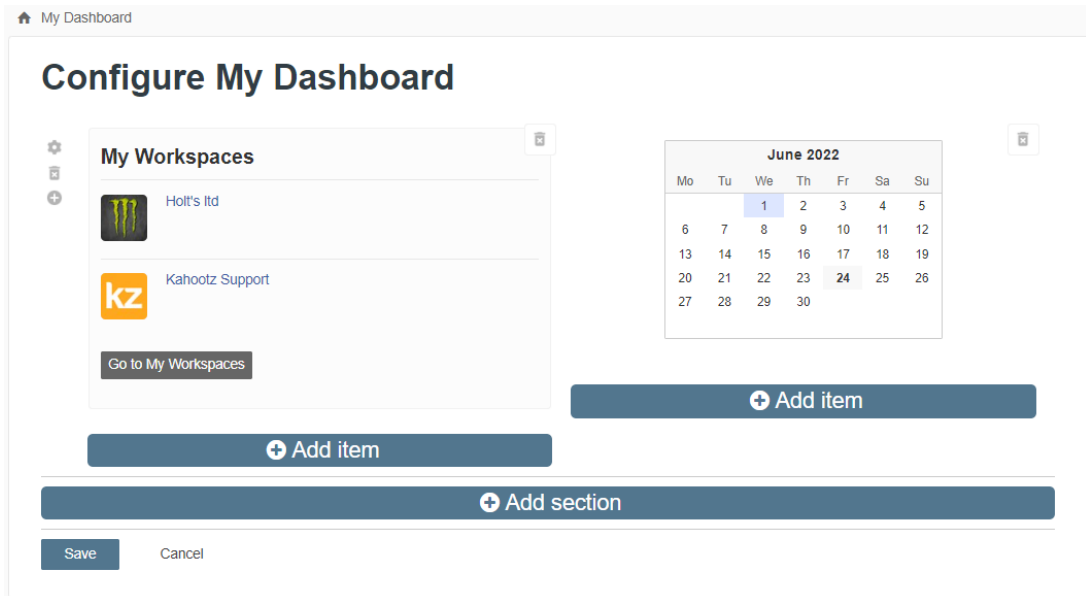 My Dashboard
Configure My Dashboard
My Workspaces
Holt's ltd
kz
Kahootz Support
Go to My Workspaces
Add item
June 2022
Mo Tu We Th Fr Sa Su
1 2 3 4 5
6 7 8 9 10 11 12
13 14 15 16 17 18 19
20 21 22 23 24 25 26
27 28 29 30
Add item
Add section
Save Cancel